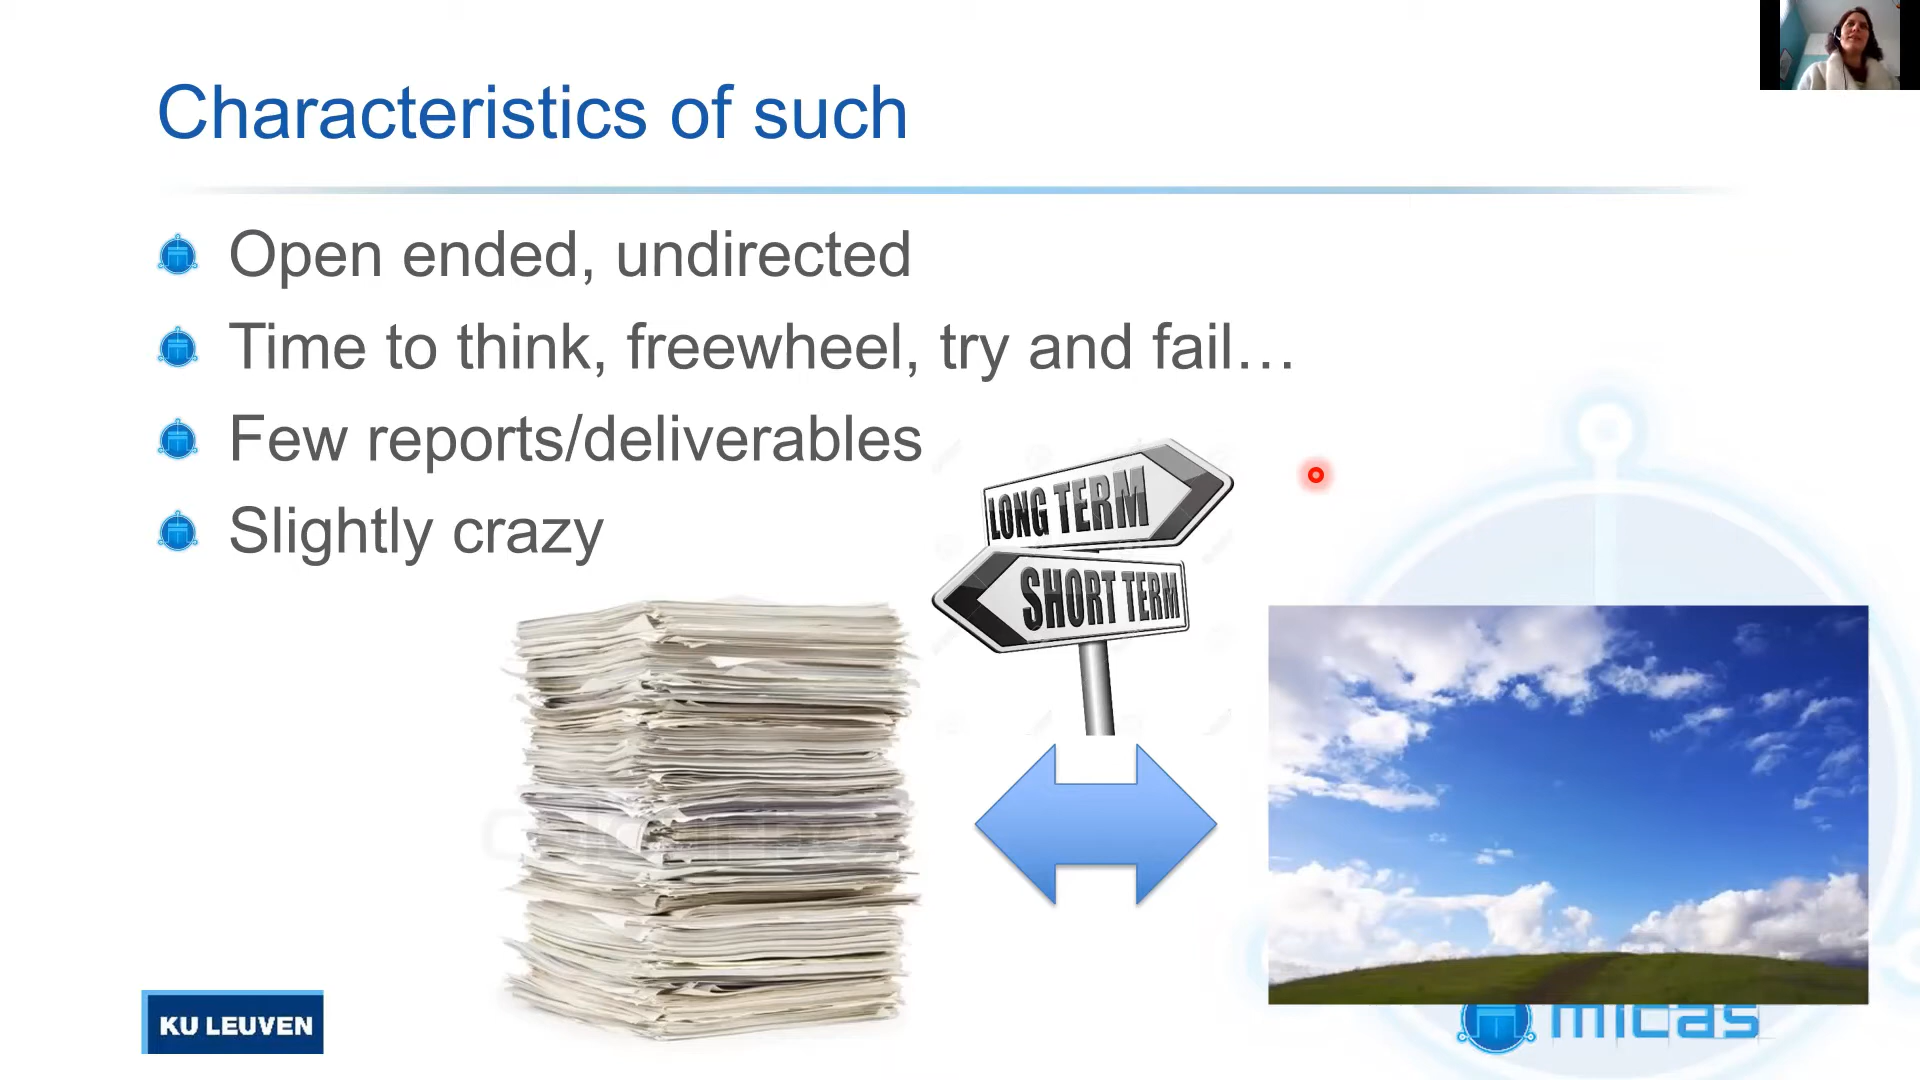 Characteristics of such
Open ended, undirected
Time to think, freewheel, try and fail…
Few reports/deliverables
Slightly crazy
LONG TERM
SHORT TERM
KU LEUVEN
micas